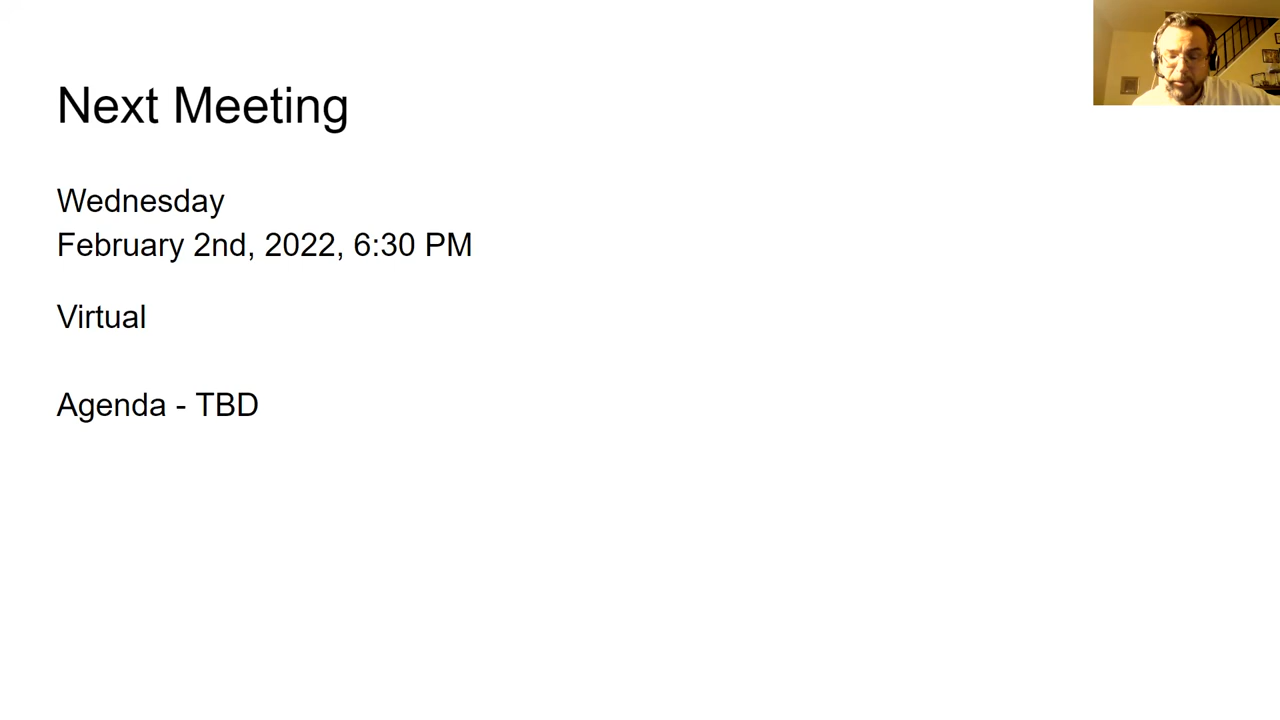 Next Meeting
Wednesday
February 2nd, 2022, 6:30 PM
Virtual
Agenda - TBD